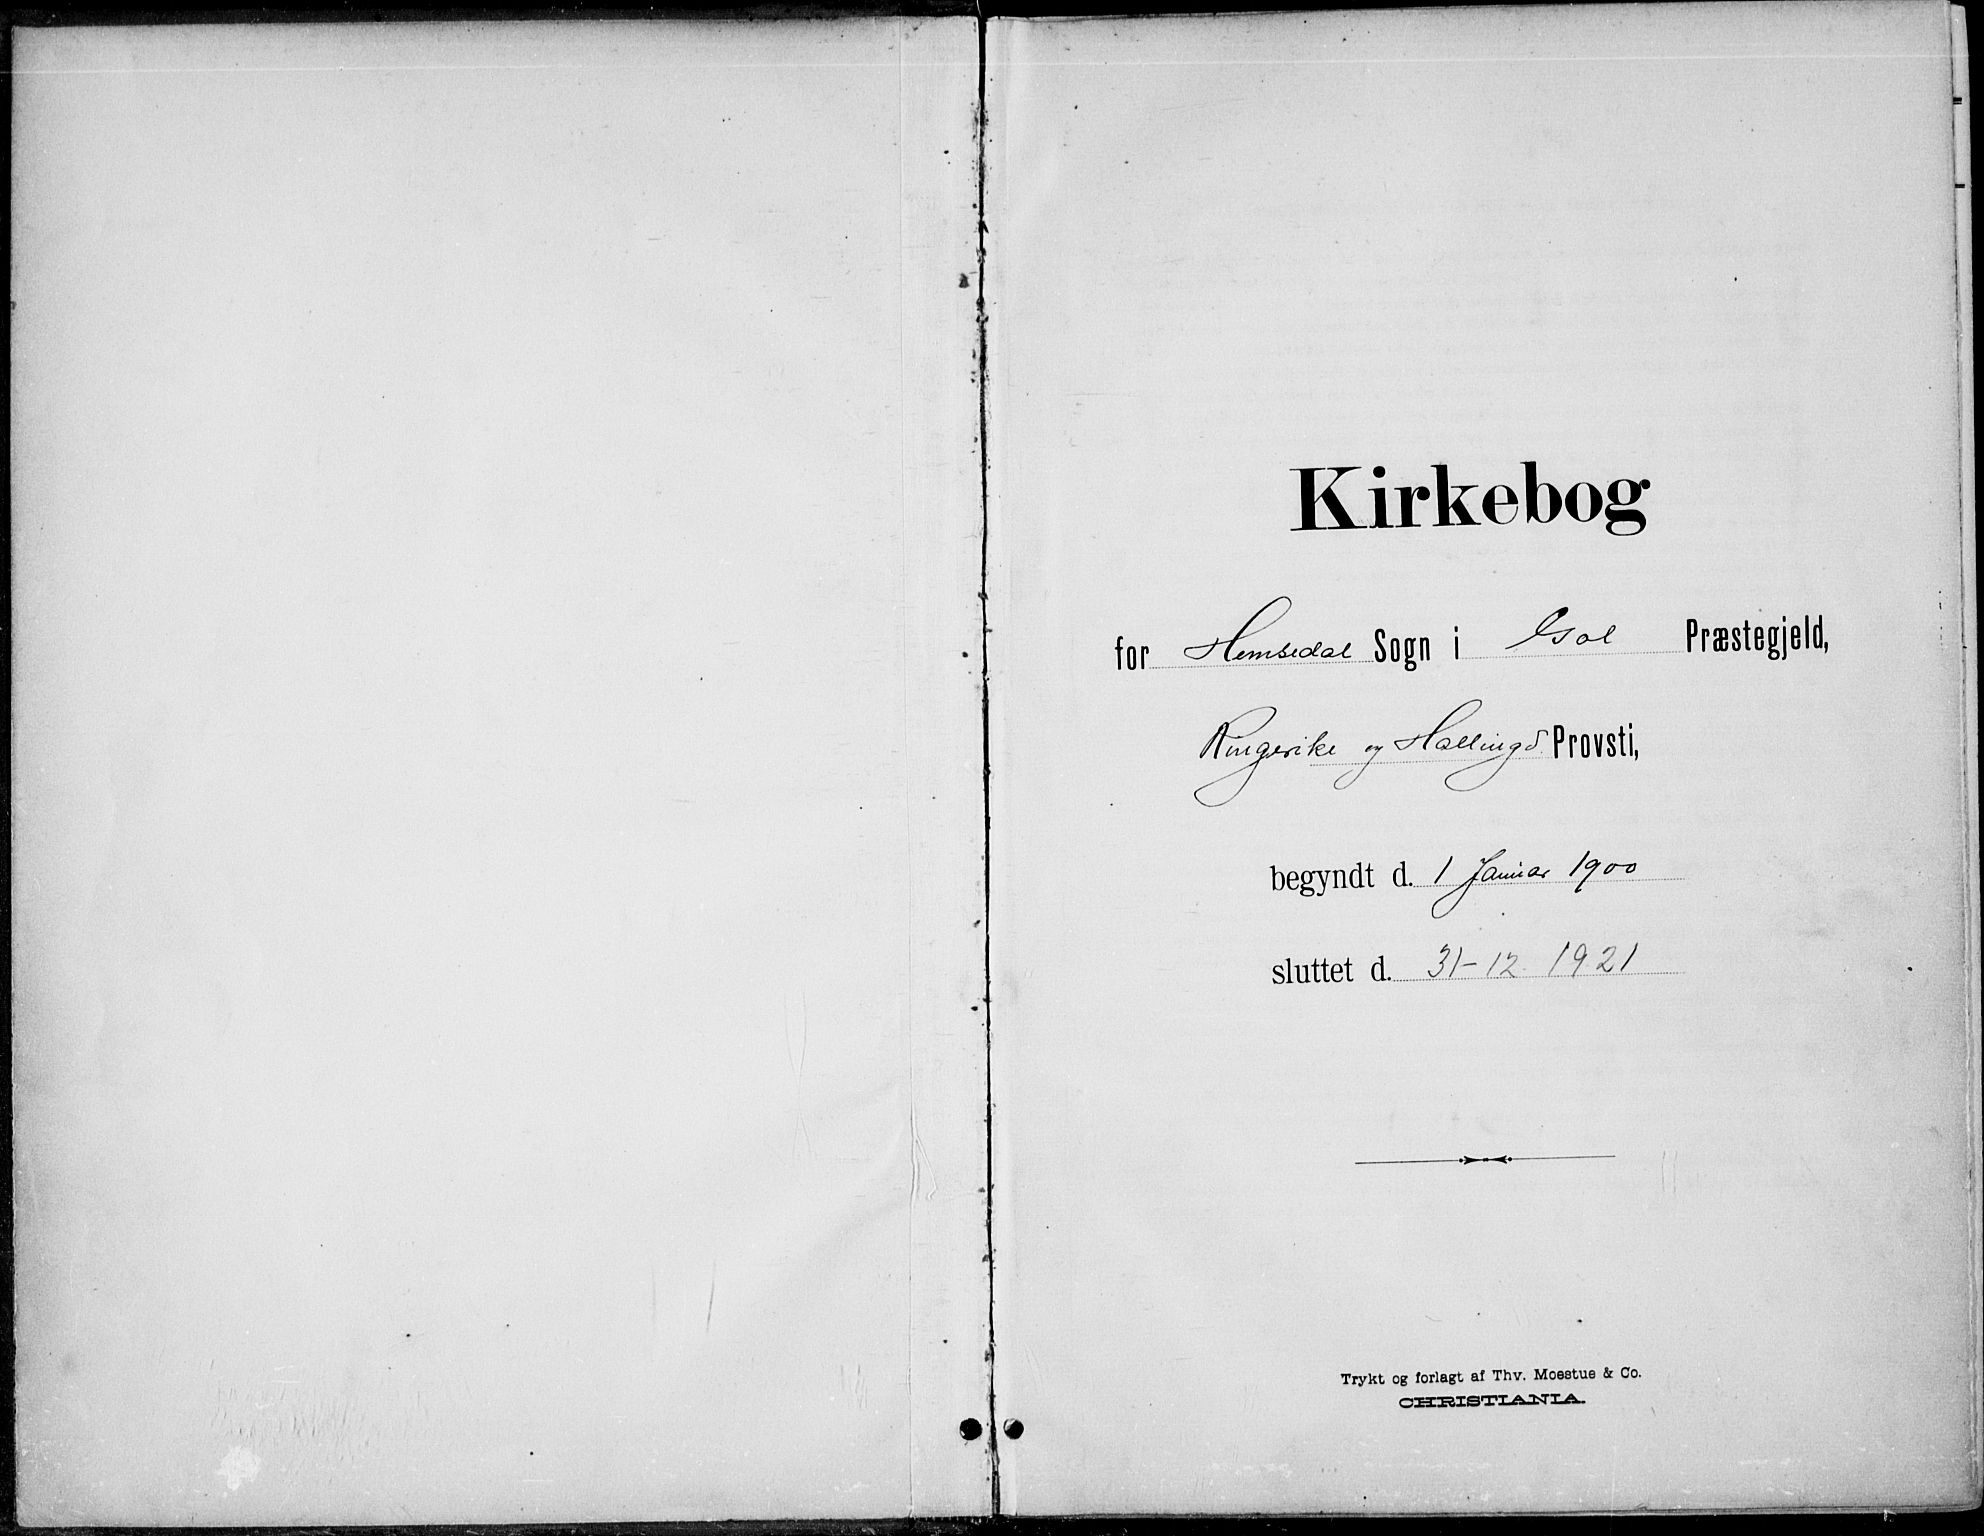 Kirkebog
for Hemsedal Sogn i Gol Præstegjeld,
Ringerike og Hallingd Provsti,
begyndt d. 1 Januar 1900
sluttet d. 31-12. 1921
Trykt og forlagt af Thv. Moestue & Co.
CHRISTIANIA.